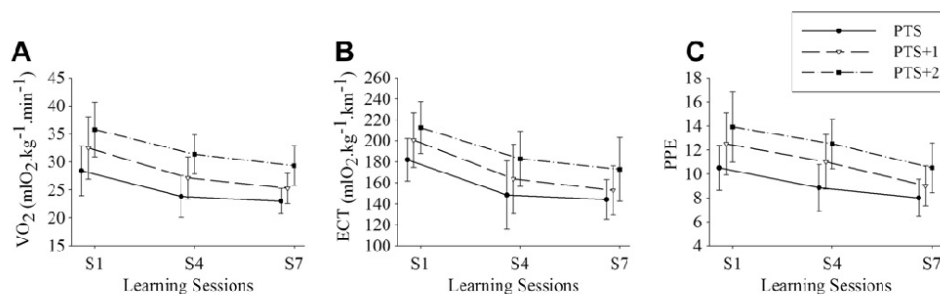 PTS
PTS+1
PTS+2
A
B
C
VO2 (mlO2.kg-1.min-1)
45
40
35
30
25
20
15
S1
S4
S7
Learning Sessions
ECT (mlO2.kg-1.km-1)
260
240
220
200
180
160
140
120
100
S1
S4
S7
Learning Sessions
PPE
18
16
14
12
10
8
6
4
S1
S4
S7
Learning Sessions